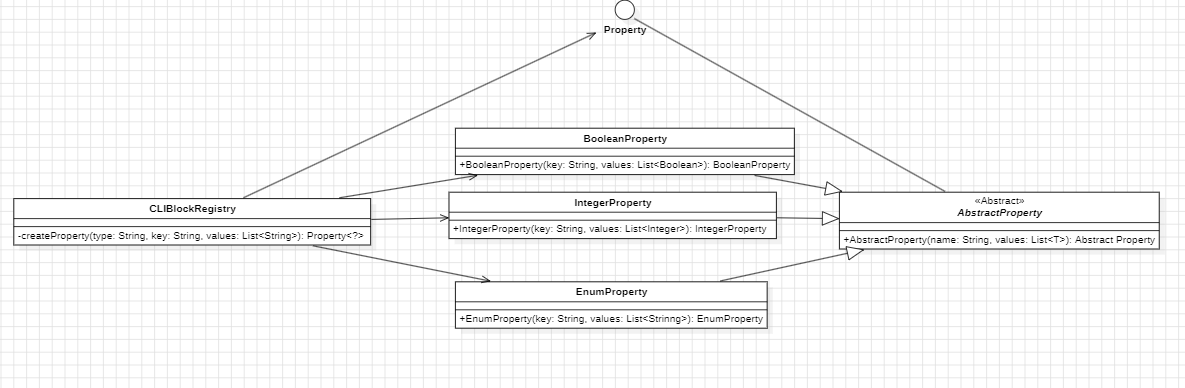 Property
BooleanProperty
+BooleanProperty(key: String, values: List<Boolean>): BooleanProperty
CLIBlockRegistry
-createProperty(type: String, key: String, values: List<String>): Property<?>
IntegerProperty
+IntegerProperty(key: String, values: List<Integer>): IntegerProperty
«Abstract»
AbstractProperty
+AbstractProperty(name: String, values: List<T>): Abstract Property
EnumProperty
+EnumProperty(key: String, values: List<Strinng>): EnumProperty